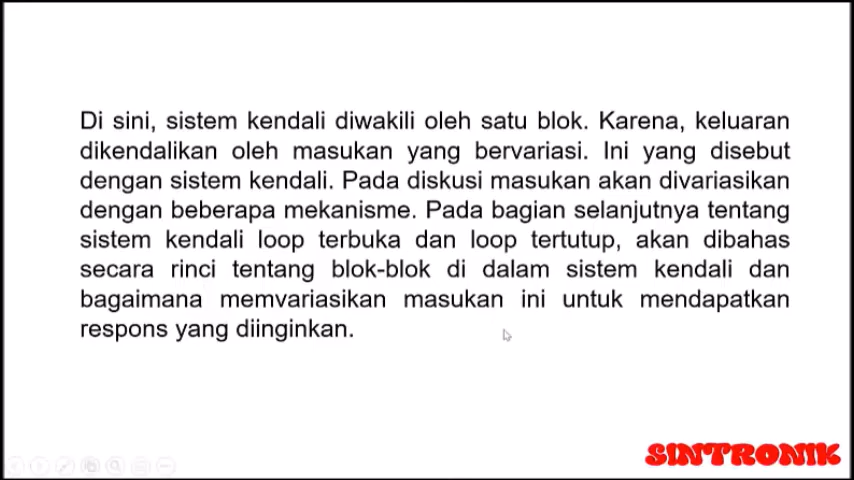 Di sini, sistem kendali diwakili oleh satu blok. Karena, keluaran
dikendalikan oleh masukan yang bervariasi. Ini yang disebut
dengan sistem kendali. Pada diskusi masukan akan divariasikan
dengan beberapa mekanisme. Pada bagian selanjutnya tentang
sistem kendali loop terbuka dan loop tertutup, akan dibahas
secara rinci tentang blok-blok di dalam sistem kendali dan
bagaimana memvariasikan masukan ini untuk mendapatkan
respons yang diinginkan.
SINTRONIK